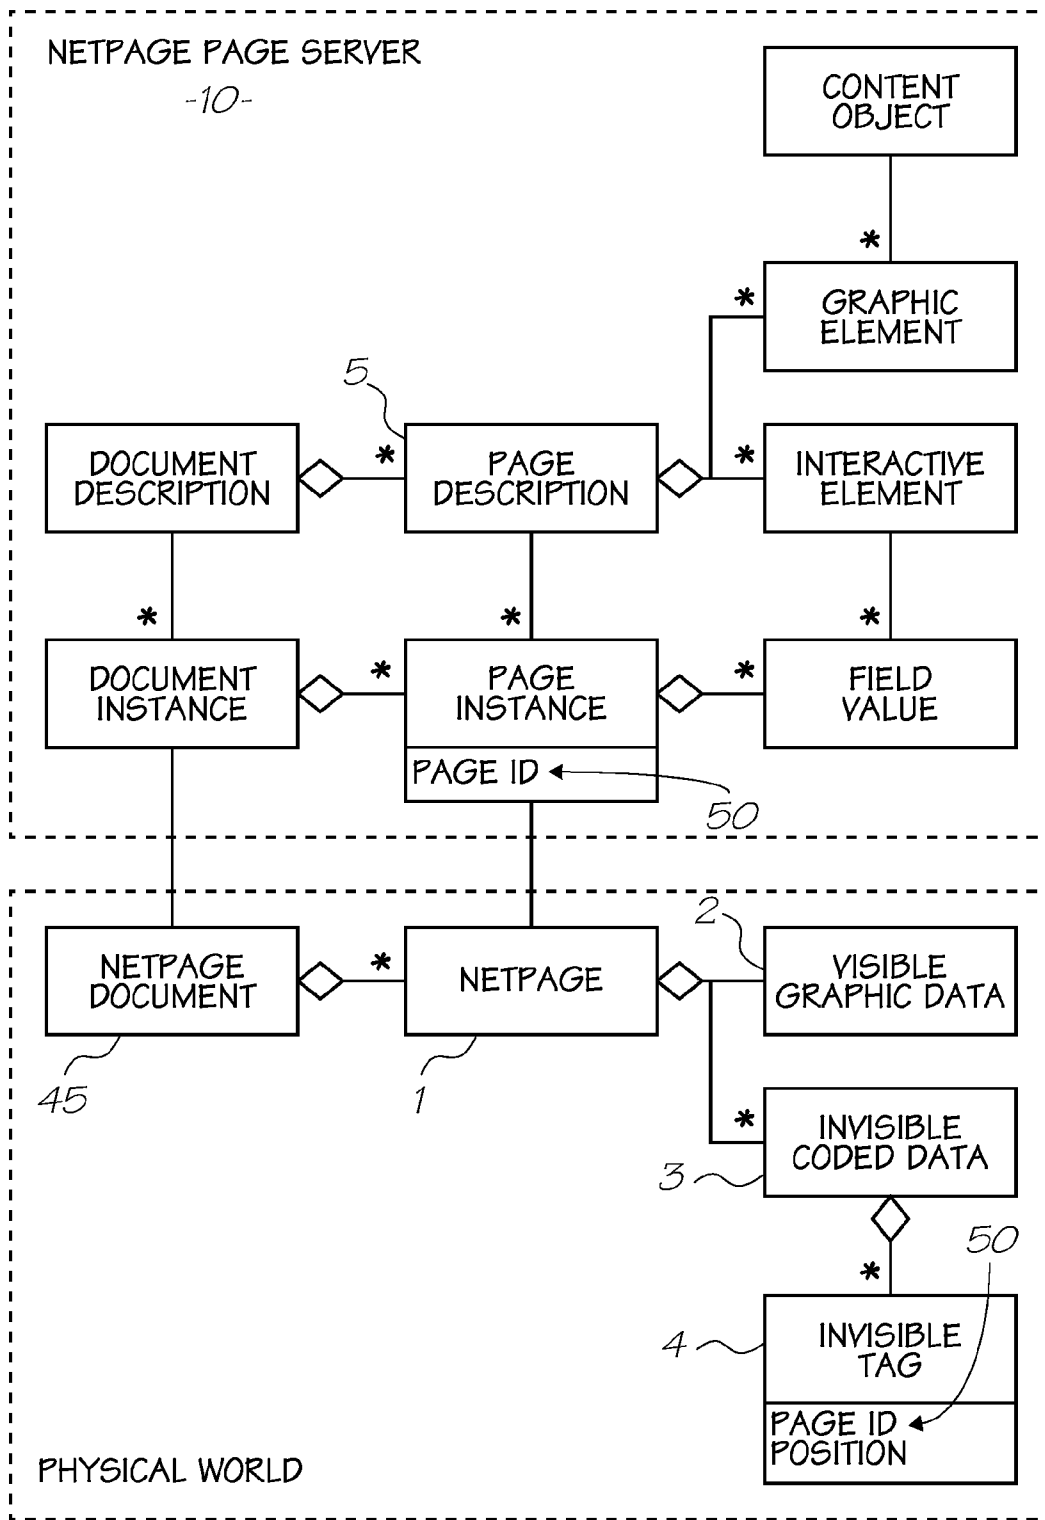 NETPAGE PAGE SERVER
-10-
CONTENT
OBJECT
*
*
GRAPHIC
ELEMENT
5
DOCUMENT
DESCRIPTION
*
PAGE
DESCRIPTION
*
INTERACTIVE
ELEMENT
*
*
*
DOCUMENT
INSTANCE
*
PAGE
INSTANCE
*
FIELD
VALUE
PAGE ID
50
2
NETPAGE
DOCUMENT
*
NETPAGE
VISIBLE
GRAPHIC DATA
45
1
*
INVISIBLE
CODED DATA
3
50
*
4
INVISIBLE
TAG
PAGE ID
POSITION
PHYSICAL WORLD